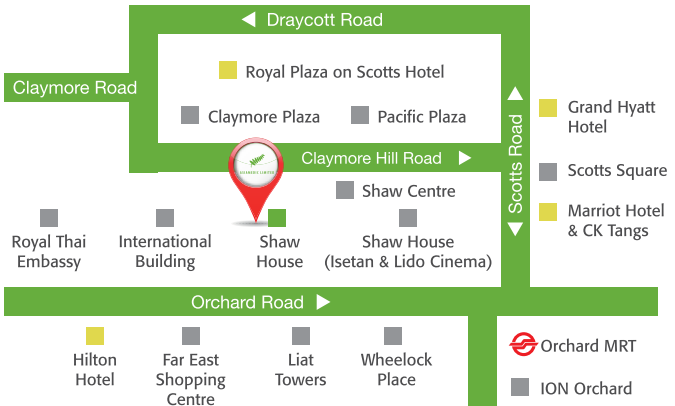 Draycott Road
Claymore Road
Royal Plaza on Scotts Hotel
Claymore Plaza
Pacific Plaza
Claymore Hill Road
Scotts Road
Grand Hyatt
Hotel
Scotts Square
Marriot Hotel
& CK Tangs
Shaw Centre
Royal Thai
Embassy
International
Building
Shaw
House
Shaw House
(Isetan & Lido Cinema)
Orchard Road
Hilton
Hotel
Far East
Shopping
Centre
Liat
Towers
Wheelock
Place
Orchard MRT
ION Orchard